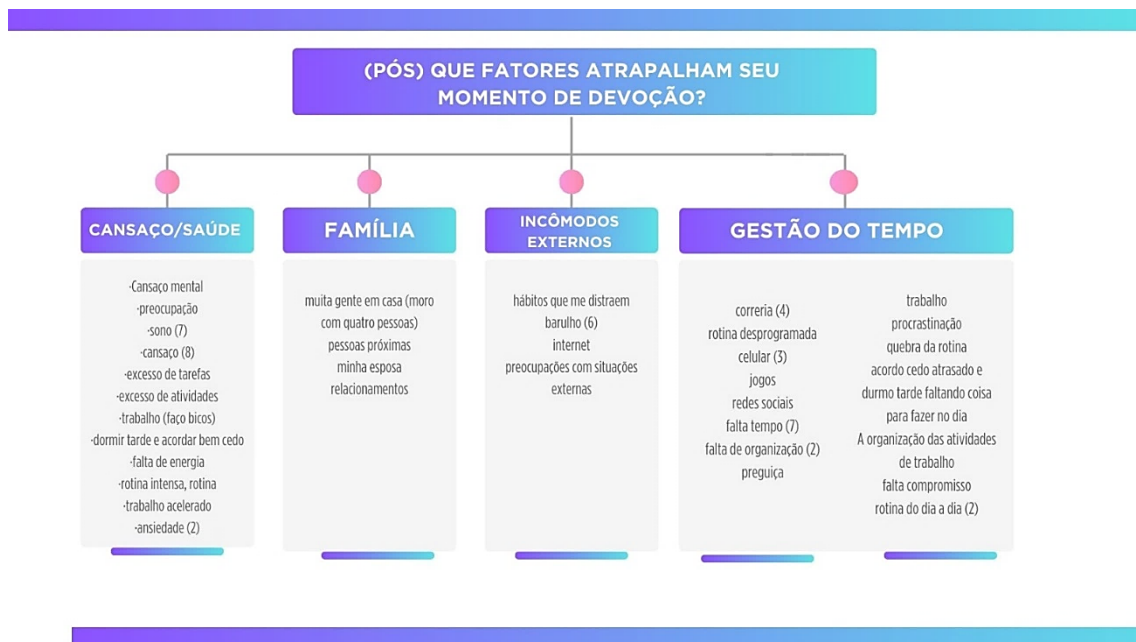 (PÓS) QUE FATORES ATRAPALHAM SEU
MOMENTO DE DEVOÇÃO?
CANSAÇO/SAÚDE
·Cansaço mental
·preocupação
·sono (7)
·cansaço (8)
·excesso de tarefas
·excesso de atividades
·trabalho (faço bicos)
·dormir tarde e acordar bem cedo
·falta de energia
·rotina intensa, rotina
·trabalho acelerado
·ansiedade (2)
FAMÍLIA
muita gente em casa (moro
com quatro pessoas)
pessoas próximas
minha esposa
relacionamentos
INCÔMODOS
EXTERNOS
hábitos que me distraem
barulho (6)
internet
preocupações com situações
externas
GESTÃO DO TEMPO
correria (4)
rotina desprogramada
celular (3)
jogos
redes sociais
falta tempo (7)
falta de organização (2)
preguiça
trabalho
procrastinação
quebra da rotina
acordo cedo atrasado e
durmo tarde faltando coisa
para fazer no dia
A organização das atividades
de trabalho
falta compromisso
rotina do dia a dia (2)